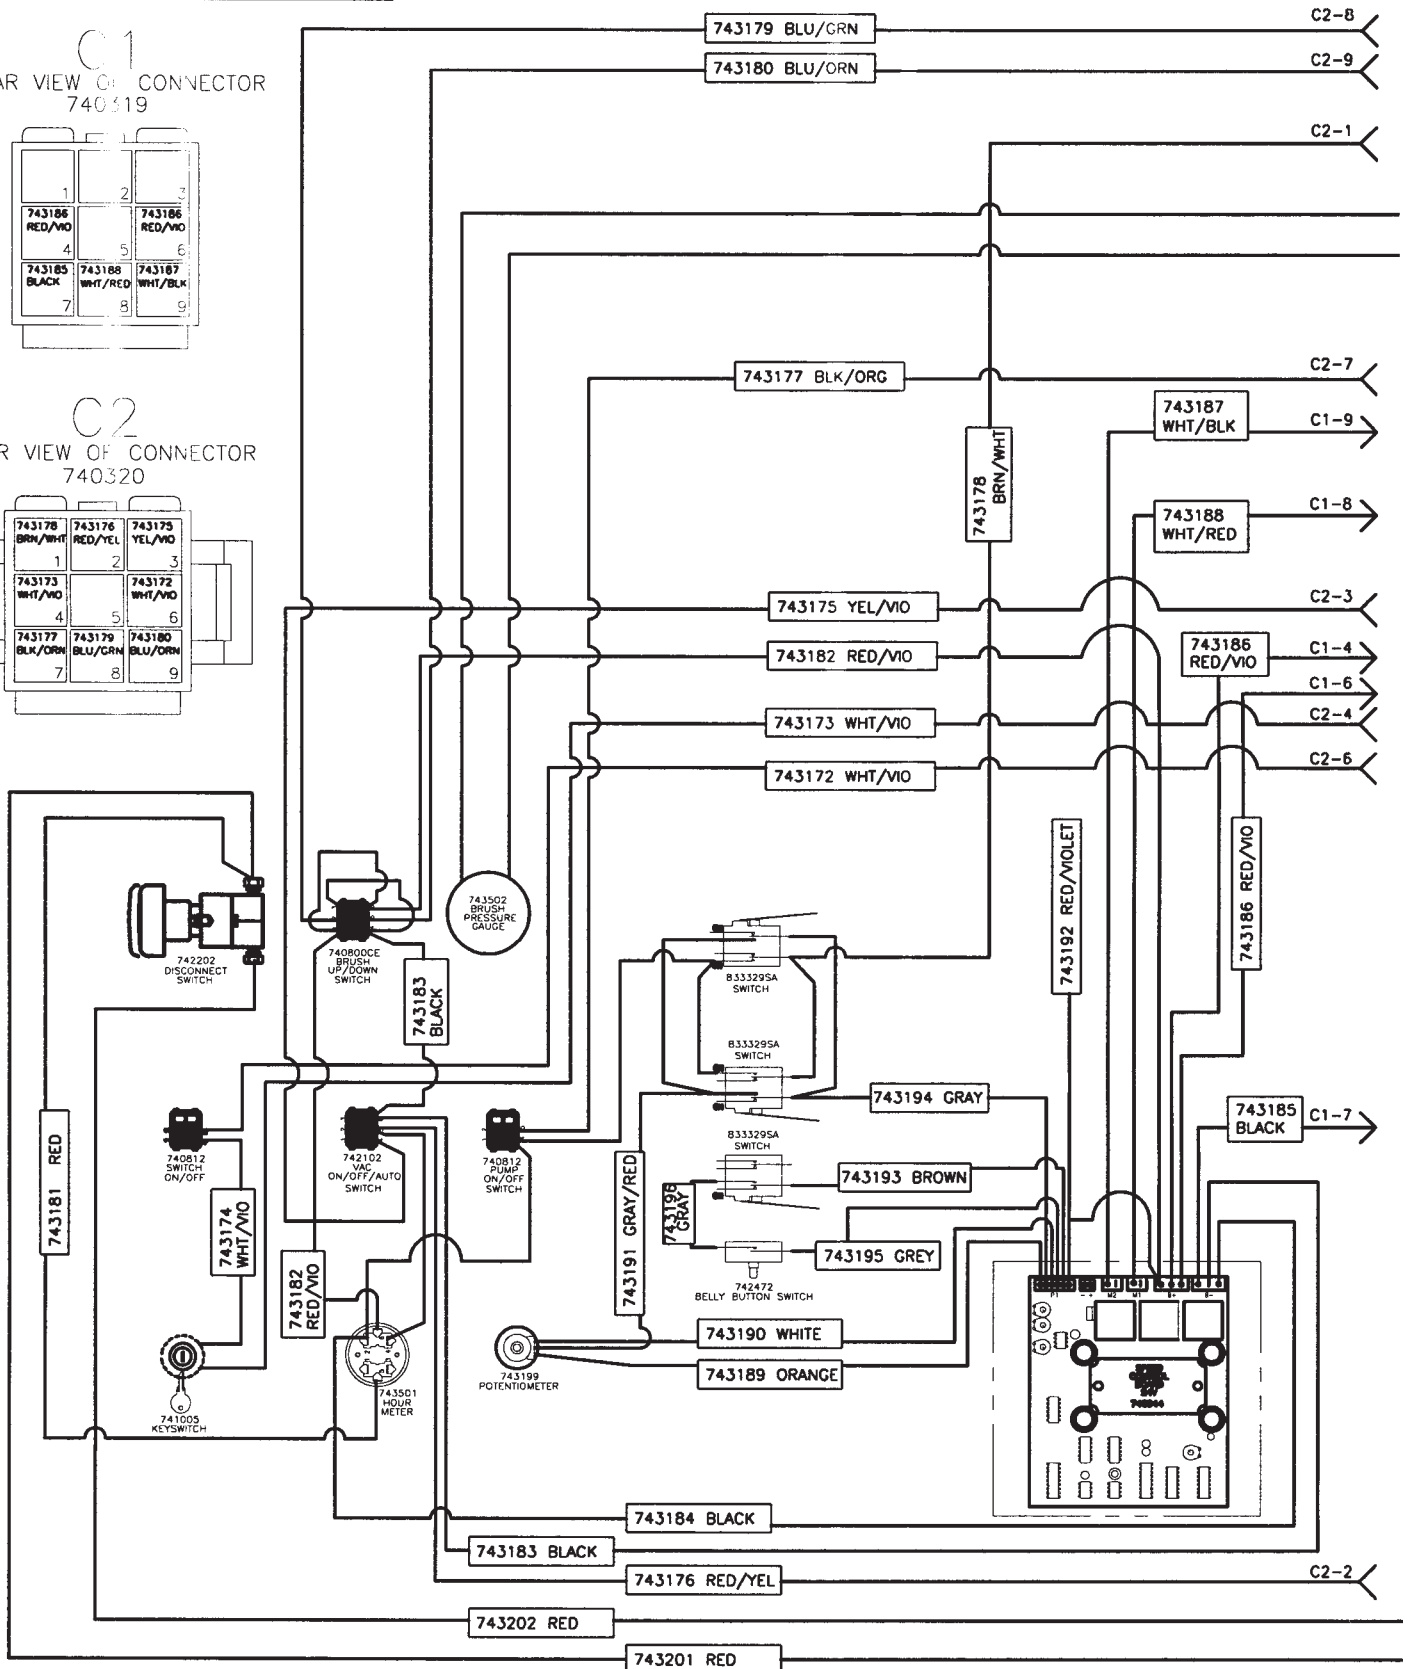 C2-8
743179 BLU/GRN
C2-9
743180 BLU/ORN
C1
AR VIEW OF CONNECTOR
740319
1
2
3
743186
RED/VIO
4
5
743186
RED/VIO
6
743185
BLACK
7
743188
WHT/RED
8
743187
WHT/BLK
9
C2-1
743177 BLK/ORG
C2-7
743187
WHT/BLK
C1-9
C2
R VIEW OF CONNECTOR
740320
743178
BRN/WHT
1
743176
RED/YEL
2
743175
YEL/VIO
3
743173
WHT/VIO
4
5
743172
WHT/VIO
6
743177
BLK/ORN
7
743179
BLU/GRN
8
743180
BLU/ORN
9
743178
BRN/WHT
743188
WHT/RED
C1-8
743175 YEL/VIO
C2-3
743182 RED/VIO
743186
RED/VIO
C1-4
C1-6
743173 WHT/VIO
C2-4
743172 WHT/VIO
C2-6
743192 RED/VIOLET
743186 RED/VIO
742202
DISCONNECT
SWITCH
740800CE
BRUSH
UP/DOWN
SWITCH
743183
BLACK
743502
BRUSH
PRESSURE
GAUGE
833329SA
SWITCH
833329SA
SWITCH
743194 GRAY
743185
BLACK
C1-7
743181 RED
740812
SWITCH
ON/OFF
742102
VAC
ON/OFF/AUTO
SWITCH
740812
PUMP
ON/OFF
SWITCH
833329SA
SWITCH
743193 BROWN
743174
WHT/VIO
743191 GRAY/RED
743196
GRAY
743195 GREY
743182
RED/VIO
742472
BELLY BUTTON SWITCH
P1
- +
M2
M1
B+
B-
743190 WHITE
743189 ORANGE
741005
KEYSWITCH
743501
HOUR
METER
743199
POTENTIOMETER
743184 BLACK
743183 BLACK
743176 RED/YEL
C2-2
743202 RED
743201 RED